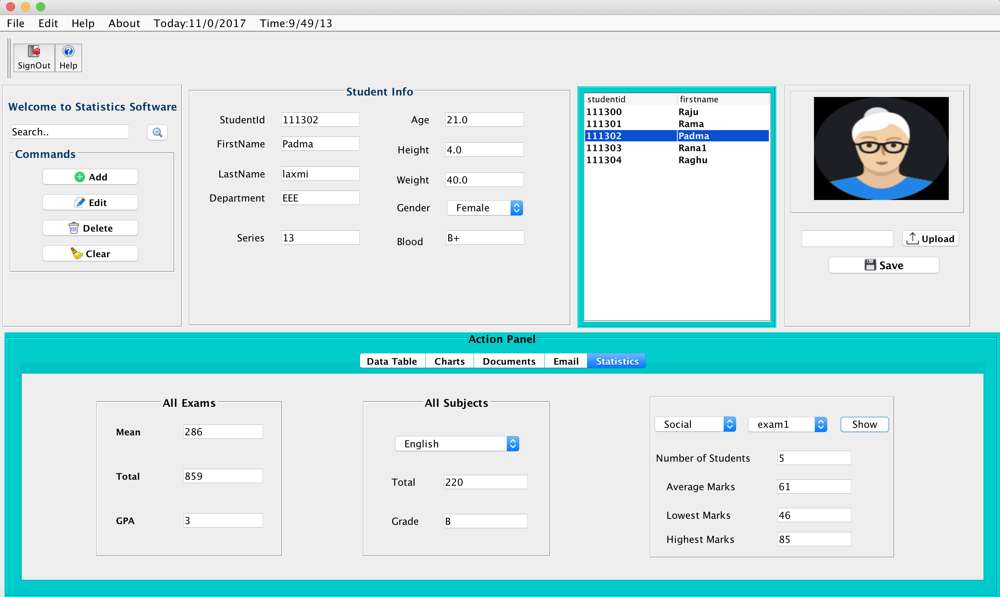 File Edit Help About Today:11/0/2017 Time:9/49/13
SignOut Help
Welcome to Statistics Software
Search..
Commands
Add
Edit
Delete
Clear
Student Info
StudentId 111302
FirstName Padma
LastName laxmi
Department EEE
Series 13
Age 21.0
Height 4.0
Weight 40.0
Gender Female
Blood B+
studentid firstname
111300 Raju
111301 Rama
111302 Padma
111303 Rana1
111304 Raghu
Upload
Save
Action Panel
Data Table Charts Documents Email Statistics
All Exams
Mean 286
Total 859
GPA 3
All Subjects
English
Total 220
Grade B
Social exam1 Show
Number of Students 5
Average Marks 61
Lowest Marks 46
Highest Marks 85